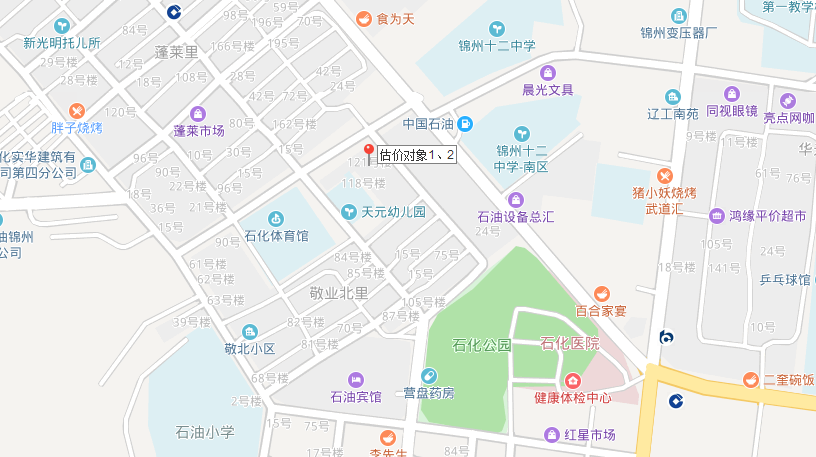 98号
59号
70号
196号
食为天
第一教学
新光明托儿所
84号
锦州变压器厂
12号
蓬莱里
166号
95号
锦州十二中学
29号楼
18号
108号
28号
42号
24号
晨光文具
28号楼
42号
162号
120号
80号
72号
中国石油
辽工南苑
同视眼镜
亮点网咖
胖子烧烤
蓬莱市场
锦州十二
中学-南区
化实华建筑有
司第四分公司
30号
15号
估价对象1、2
90号
22号
15号
118号楼
猪小妖烧烤
武道汇
61号
76号
18号
96号
36号
21号楼
天元幼儿园
石油设备总汇
鸿缘平价超市
15号
24号
石化体育馆
油锦州
公司
90号
105号
24号
84号楼
15号
75号
85号楼
15号
18号楼
141号
乒乓球馆
61号楼
62号楼
63号楼
敬业北里
105号楼
百合家宴
39号楼
82号楼
87号楼
70号
10号
敬北小区
81号楼
石化公园
石化医院
68号楼
石油宾馆
营盘药房
健康体检中心
二奎碗饭
2号楼
石油小学
15号
75号
红星市场
17号楼
李先生